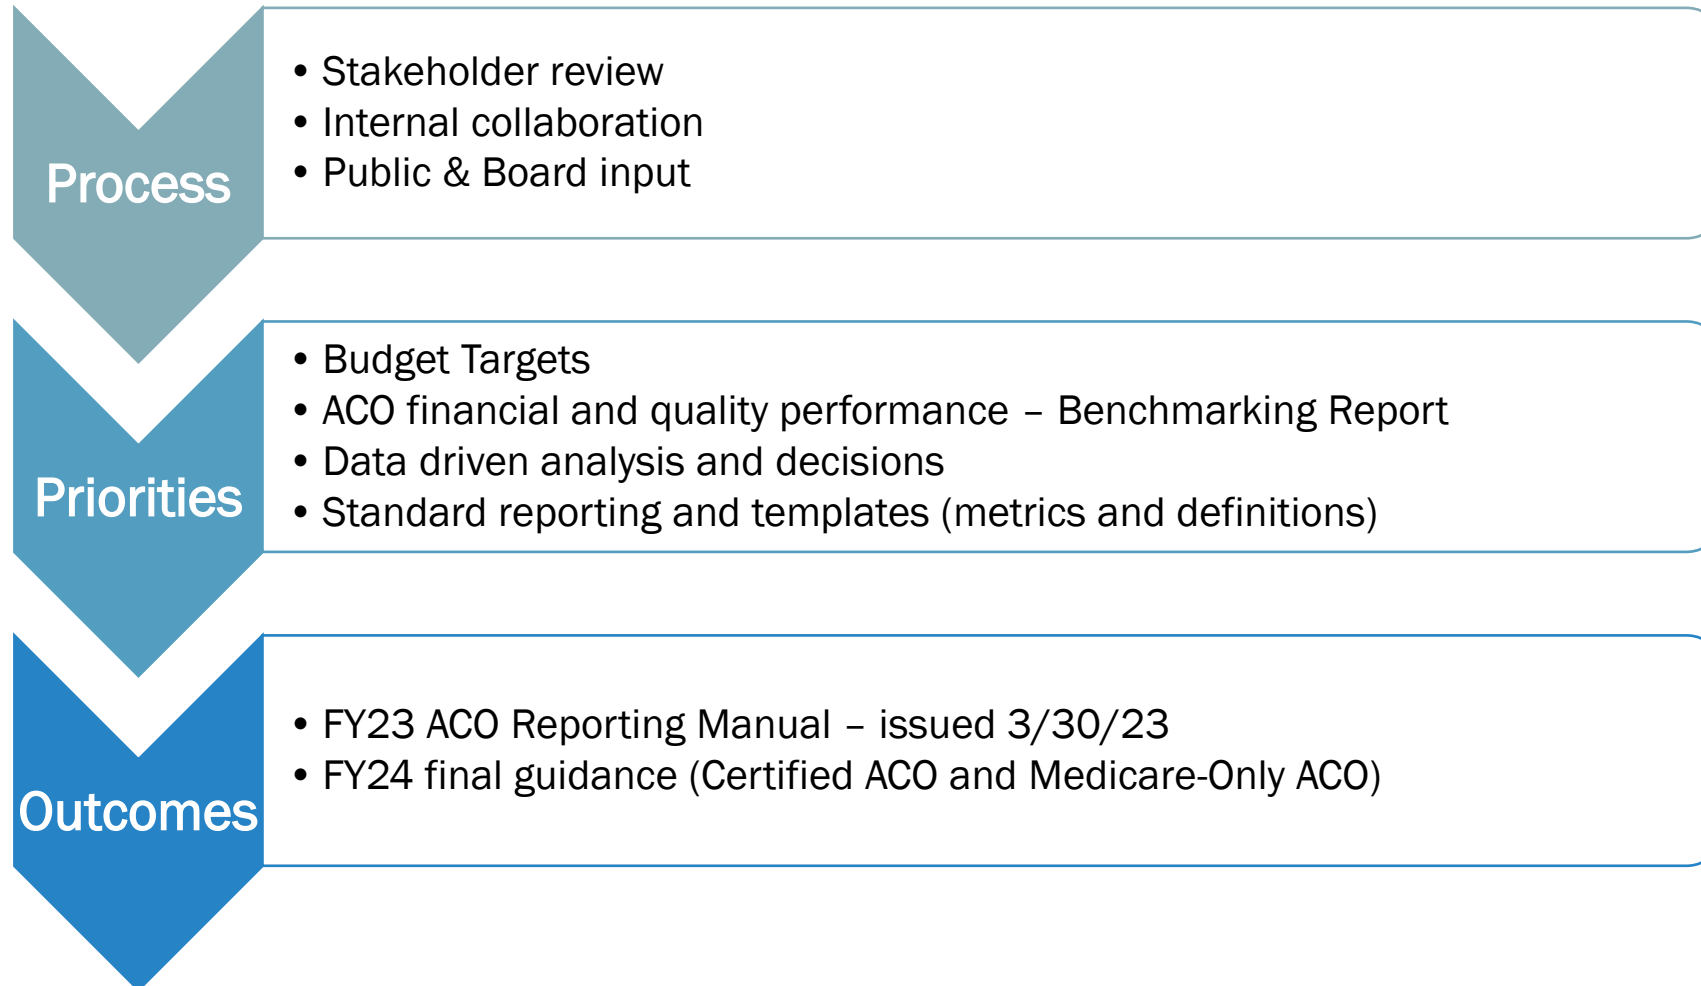 Process
• Stakeholder review
• Internal collaboration
• Public & Board input
Priorities
• Budget Targets
• ACO financial and quality performance – Benchmarking Report
• Data driven analysis and decisions
• Standard reporting and templates (metrics and definitions)
Outcomes
• FY23 ACO Reporting Manual – issued 3/30/23
• FY24 final guidance (Certified ACO and Medicare-Only ACO)